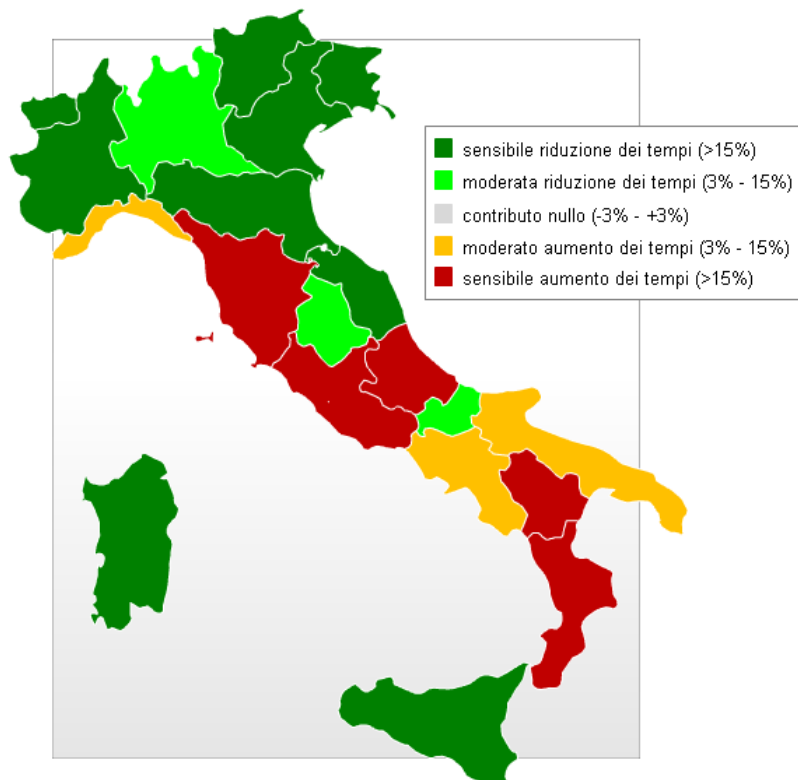 sensibile riduzione dei tempi (>15%)
moderata riduzione dei tempi (3% - 15%)
contributo nullo (-3% - +3%)
moderato aumento dei tempi (3% - 15%)
sensibile aumento dei tempi (>15%)